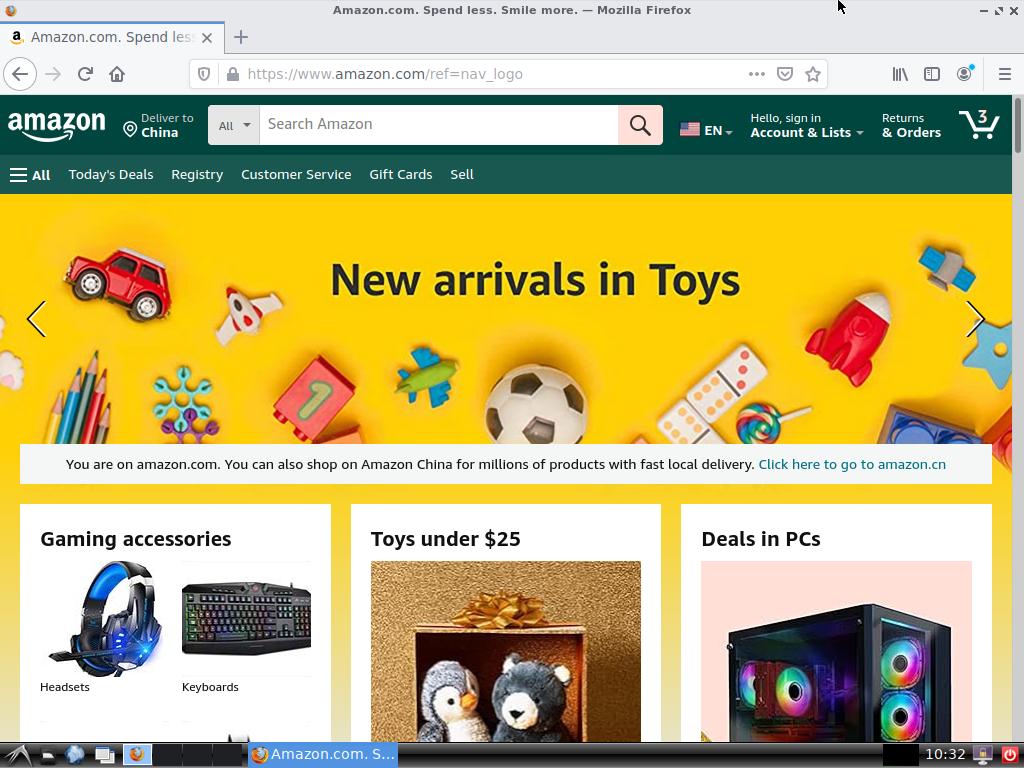 Amazon.com. Spend less. Smile more. — Mozilla Firefox
Amazon.com. Spend less
https://www.amazon.com/ref=nav_logo
amazon
Deliver to
China
All
Search Amazon
EN
Hello, sign in
Account & Lists
Returns
& Orders
3
All
Today's Deals
Registry
Customer Service
Gift Cards
Sell
New arrivals in Toys
1
You are on amazon.com. You can also shop on Amazon China for millions of products with fast local delivery. Click here to go to amazon.cn
Gaming accessories
Toys under $25
Deals in PCs
Headsets
Keyboards
Amazon.com. S...
10:32